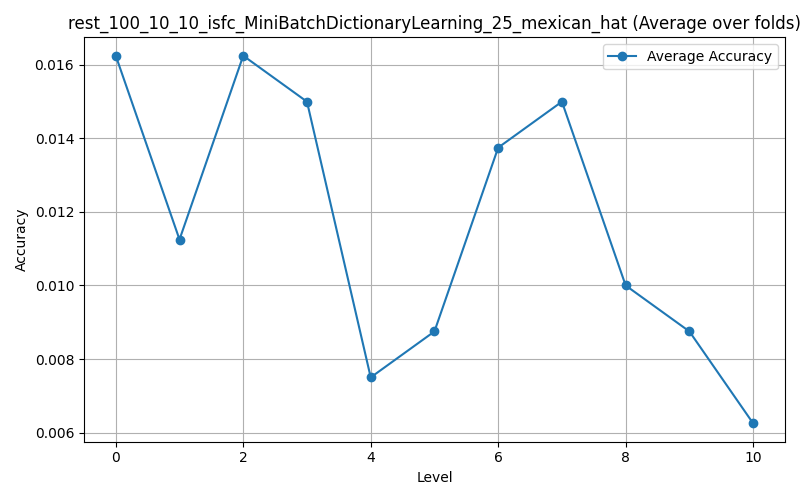 rest_100_10_10_isfc_MiniBatchDictionaryLearning_25_mexican_hat (Average over folds)
Average Accuracy
Accuracy
0.016
0.014
0.012
0.010
0.008
0.006
0 2 4 6 8 10
Level